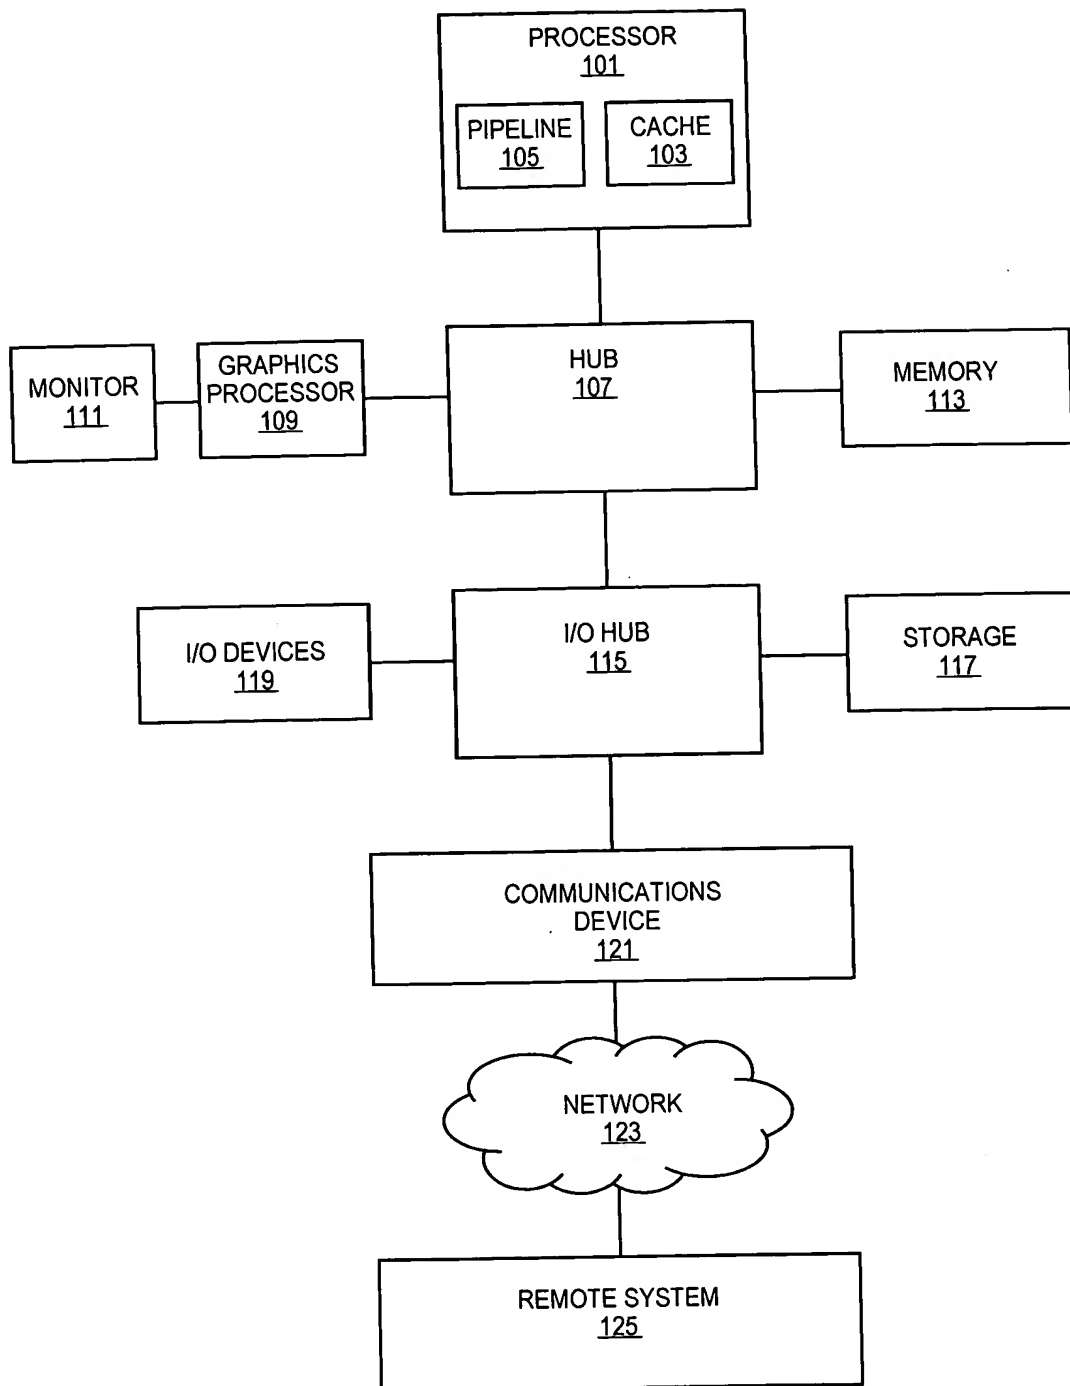 PROCESSOR
101
PIPELINE
105
CACHE
103
MONITOR
111
GRAPHICS
PROCESSOR
109
HUB
107
MEMORY
113
I/O DEVICES
119
I/O HUB
115
STORAGE
117
COMMUNICATIONS
DEVICE
121
NETWORK
123
REMOTE SYSTEM
125